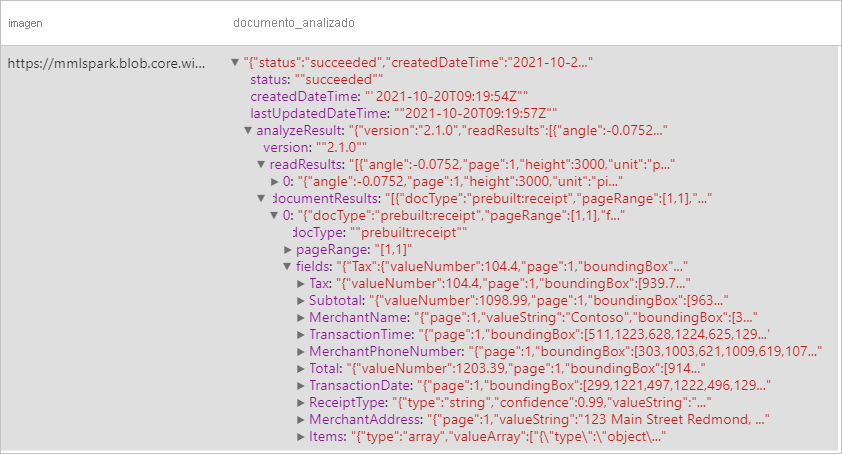 imagen documento_analizado
https://mmlspark.blob.core.wi... "{"status":"succeeded","createdDateTime":"2021-10-2..."
status: ""succeeded""
createdDateTime: "' 2021-10-20T09:19:54Z""
lastUpdatedDateTime: ""2021-10-20T09:19:57Z""
analyzeResult: "{"version":"2.1.0","readResults":[{"angle":-0.0752..."
version: ""2.1.0""
readResults: "[{"angle":-0.0752,"page":1,"height":3000,"unit":"p..."
0: "{"angle":-0.0752,"page":1,"height":3000,"unit":"pi..."
documentResults: "[{"docType":"prebuilt:receipt","pageRange":[1,1],"..."
0: "{"docType":"prebuilt:receipt","pageRange":[1,1],"f..."
docType: ""prebuilt:receipt""
pageRange: "[1,1]"
fields: "{"Tax":{"valueNumber":104.4,"page":1,"boundingBox"..."
Tax: "{"valueNumber":104.4,"page":1,"boundingBox":[939.7..."
Subtotal: "{"valueNumber":1098.99,"page":1,"boundingBox":[963..."
MerchantName: "{"page":1,"valueString":"Contoso","boundingBox":[3..."
TransactionTime: "{"page":1,"boundingBox":[511,1223,628,1224,625,129...'
MerchantPhoneNumber: "{"page":1,"boundingBox":[303,1003,621,1009,619,107..."
Total: "{"valueNumber":1203.39,"page":1,"boundingBox":[914..."
TransactionDate: "{"page":1,"boundingBox":[299,1221,497,1222,496,129..."
ReceiptType: "{"type":"string","confidence":0.99,"valueString":"..."
MerchantAddress: "{"page":1,"valueString":"123 Main Street Redmond, ..."
Items: "{"type":"array","valueArray":["{\"type\":\"object\..."